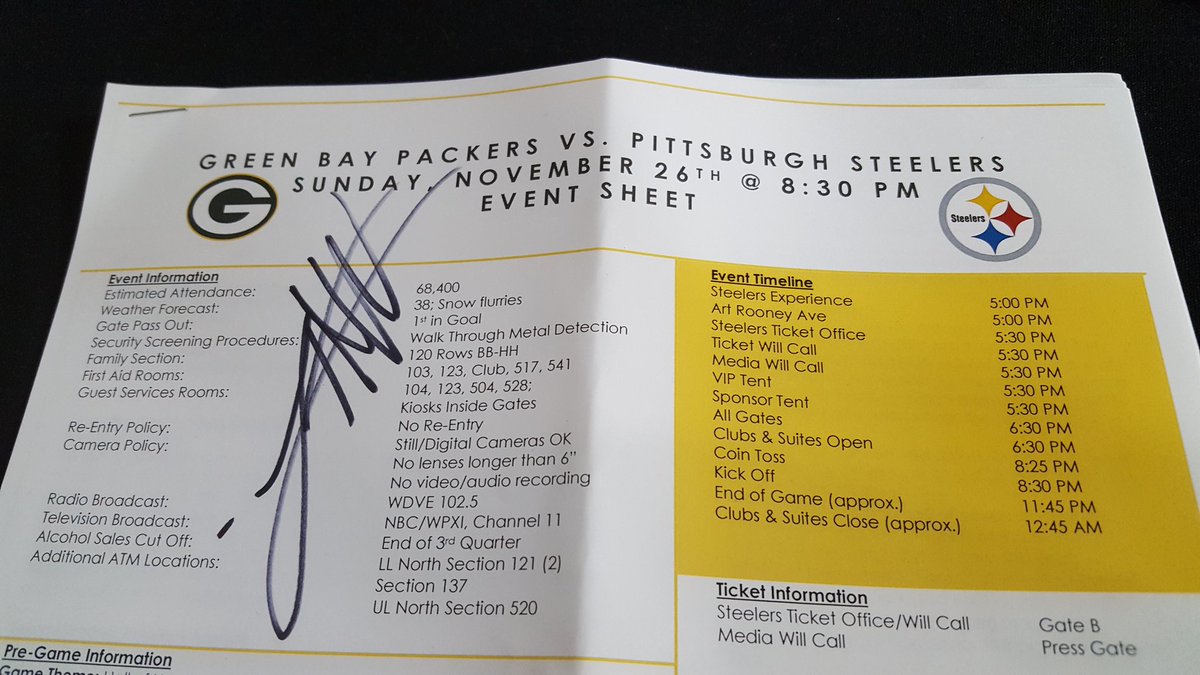 GREEN BAY PACKERS VS. PITTSBURGH STEELERS
SUNDAY, NOVEMBER 26TH @ 8:30 PM
EVENT SHEET
G
Steelers
Event Information
Estimated Attendance: 68,400
Weather Forecast: 38; Snow flurries
Gate Pass Out: 1st in Goal
Security Screening Procedures: Walk Through Metal Detection
Family Section: 120 Rows BB-HH
First Aid Rooms: 103, 123, Club, 517, 541
Guest Services Rooms: 104, 123, 504, 528;
Kiosks Inside Gates
Re-Entry Policy: No Re-Entry
Camera Policy: Still/Digital Cameras OK
No lenses longer than 6”
No video/audio recording
Radio Broadcast: WDVE 102.5
Television Broadcast: NBC/WPXI, Channel 11
Alcohol Sales Cut Off: End of 3rd Quarter
Additional ATM Locations: LL North Section 121 (2)
Section 137
UL North Section 520
Event Timeline
Steelers Experience 5:00 PM
Art Rooney Ave 5:00 PM
Steelers Ticket Office 5:30 PM
Ticket Will Call 5:30 PM
Media Will Call 5:30 PM
VIP Tent 5:30 PM
Sponsor Tent 5:30 PM
All Gates 6:30 PM
Clubs & Suites Open 6:30 PM
Coin Toss 8:25 PM
Kick Off 8:30 PM
End of Game (approx.) 11:45 PM
Clubs & Suites Close (approx.) 12:45 AM
Ticket Information
Steelers Ticket Office/Will Call Gate B
Media Will Call Press Gate
Pre-Game Information
Game Theme: